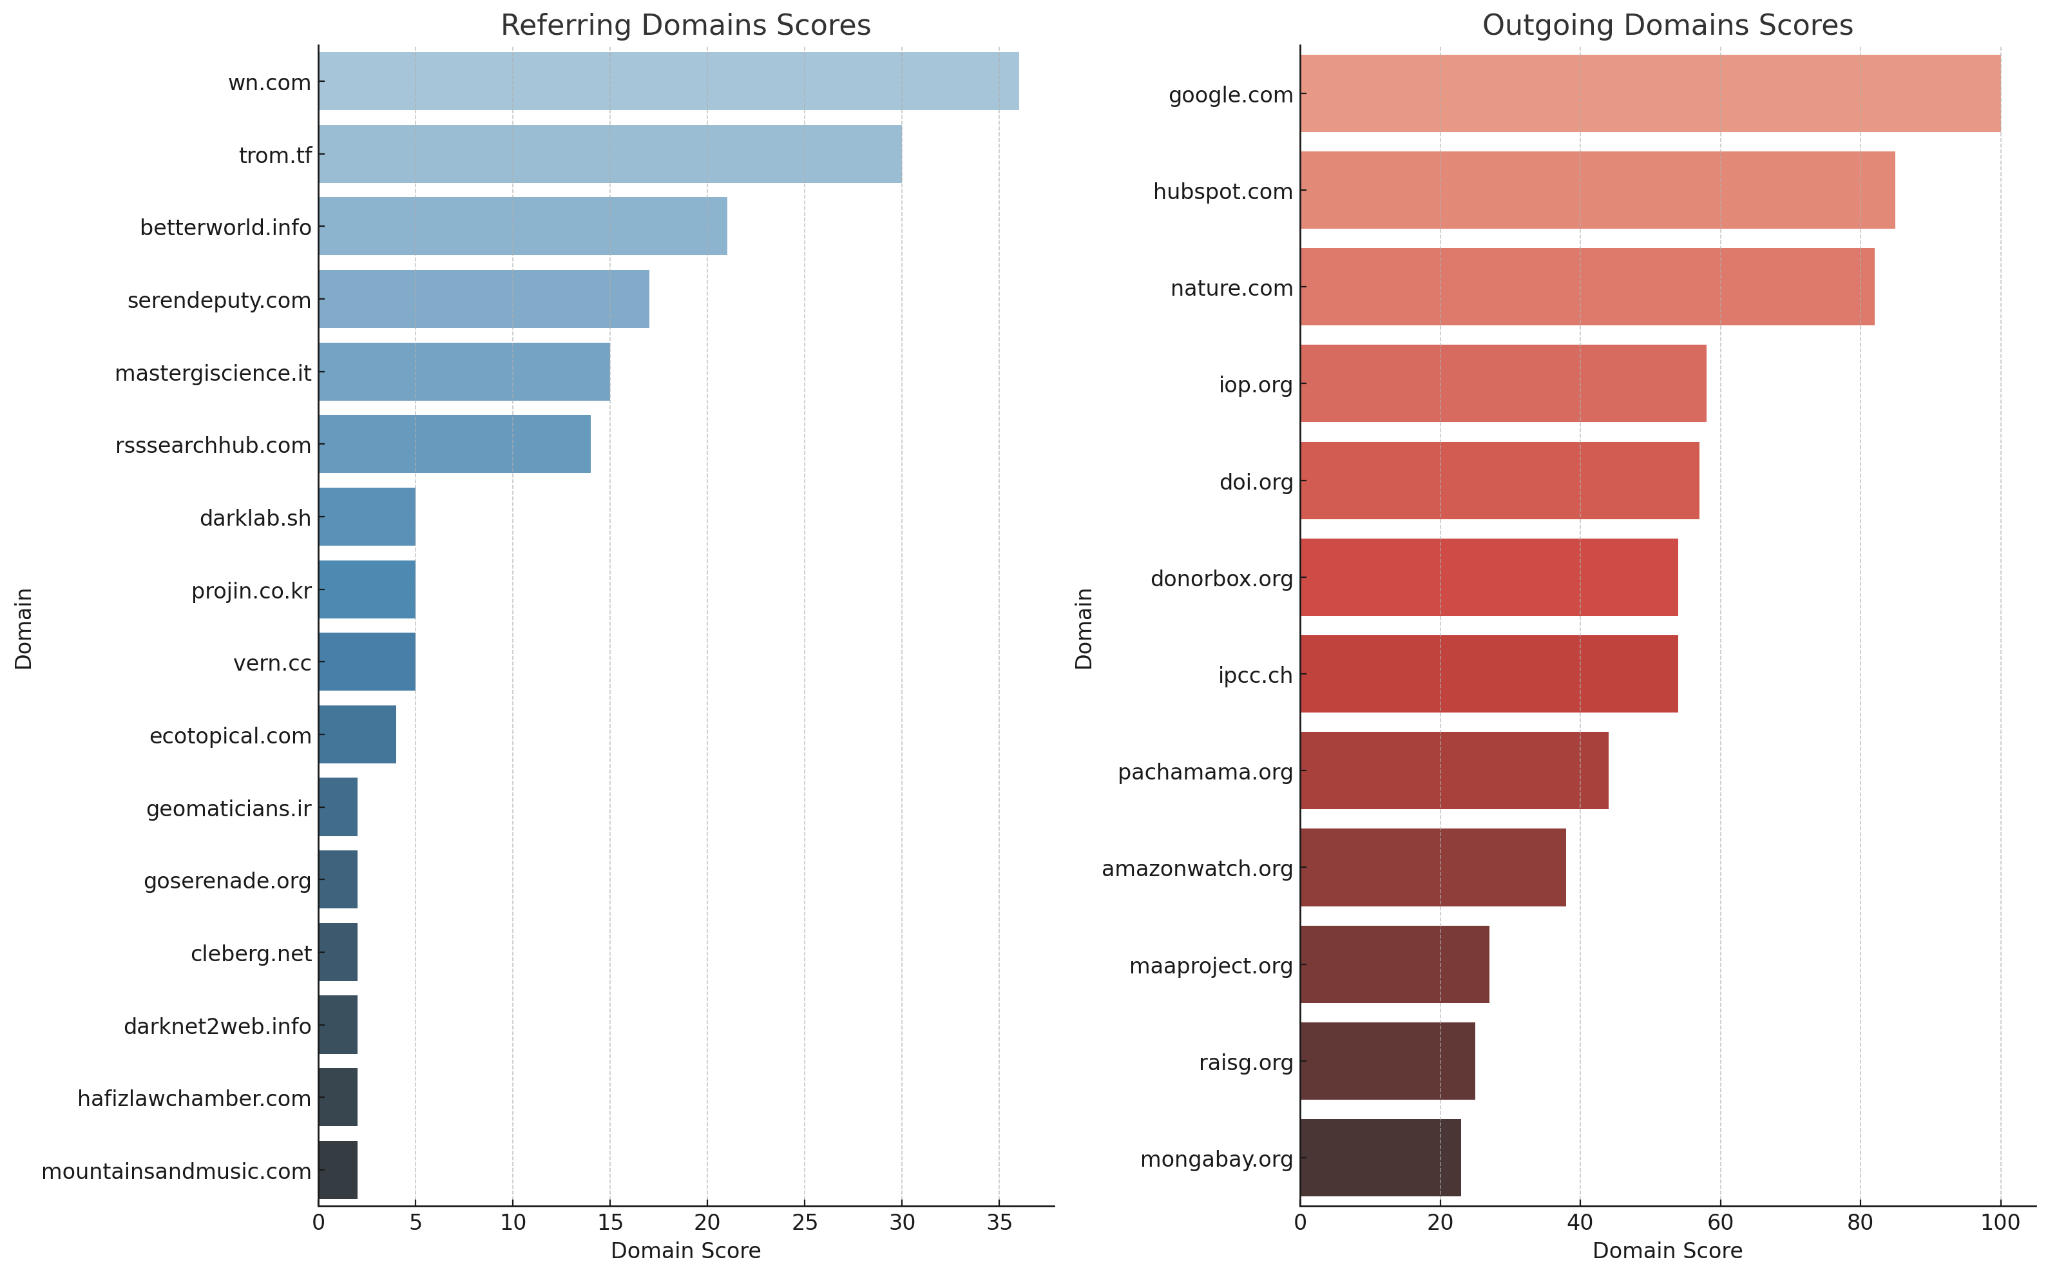 Referring Domains Scores
Domain
wn.com
trom.tf
betterworld.info
serendeputy.com
mastergiscience.it
rsssearchhub.com
darklab.sh
projin.co.kr
vern.cc
ecotopical.com
geomaticians.ir
goserenade.org
cleberg.net
darknet2web.info
hafizlawchamber.com
mountainsandmusic.com
0 5 10 15 20 25 30 35
Domain Score
Outgoing Domains Scores
Domain
google.com
hubspot.com
nature.com
iop.org
doi.org
donorbox.org
ipcc.ch
pachamama.org
amazonwatch.org
maaproject.org
raisg.org
mongabay.org
0 20 40 60 80 100
Domain Score